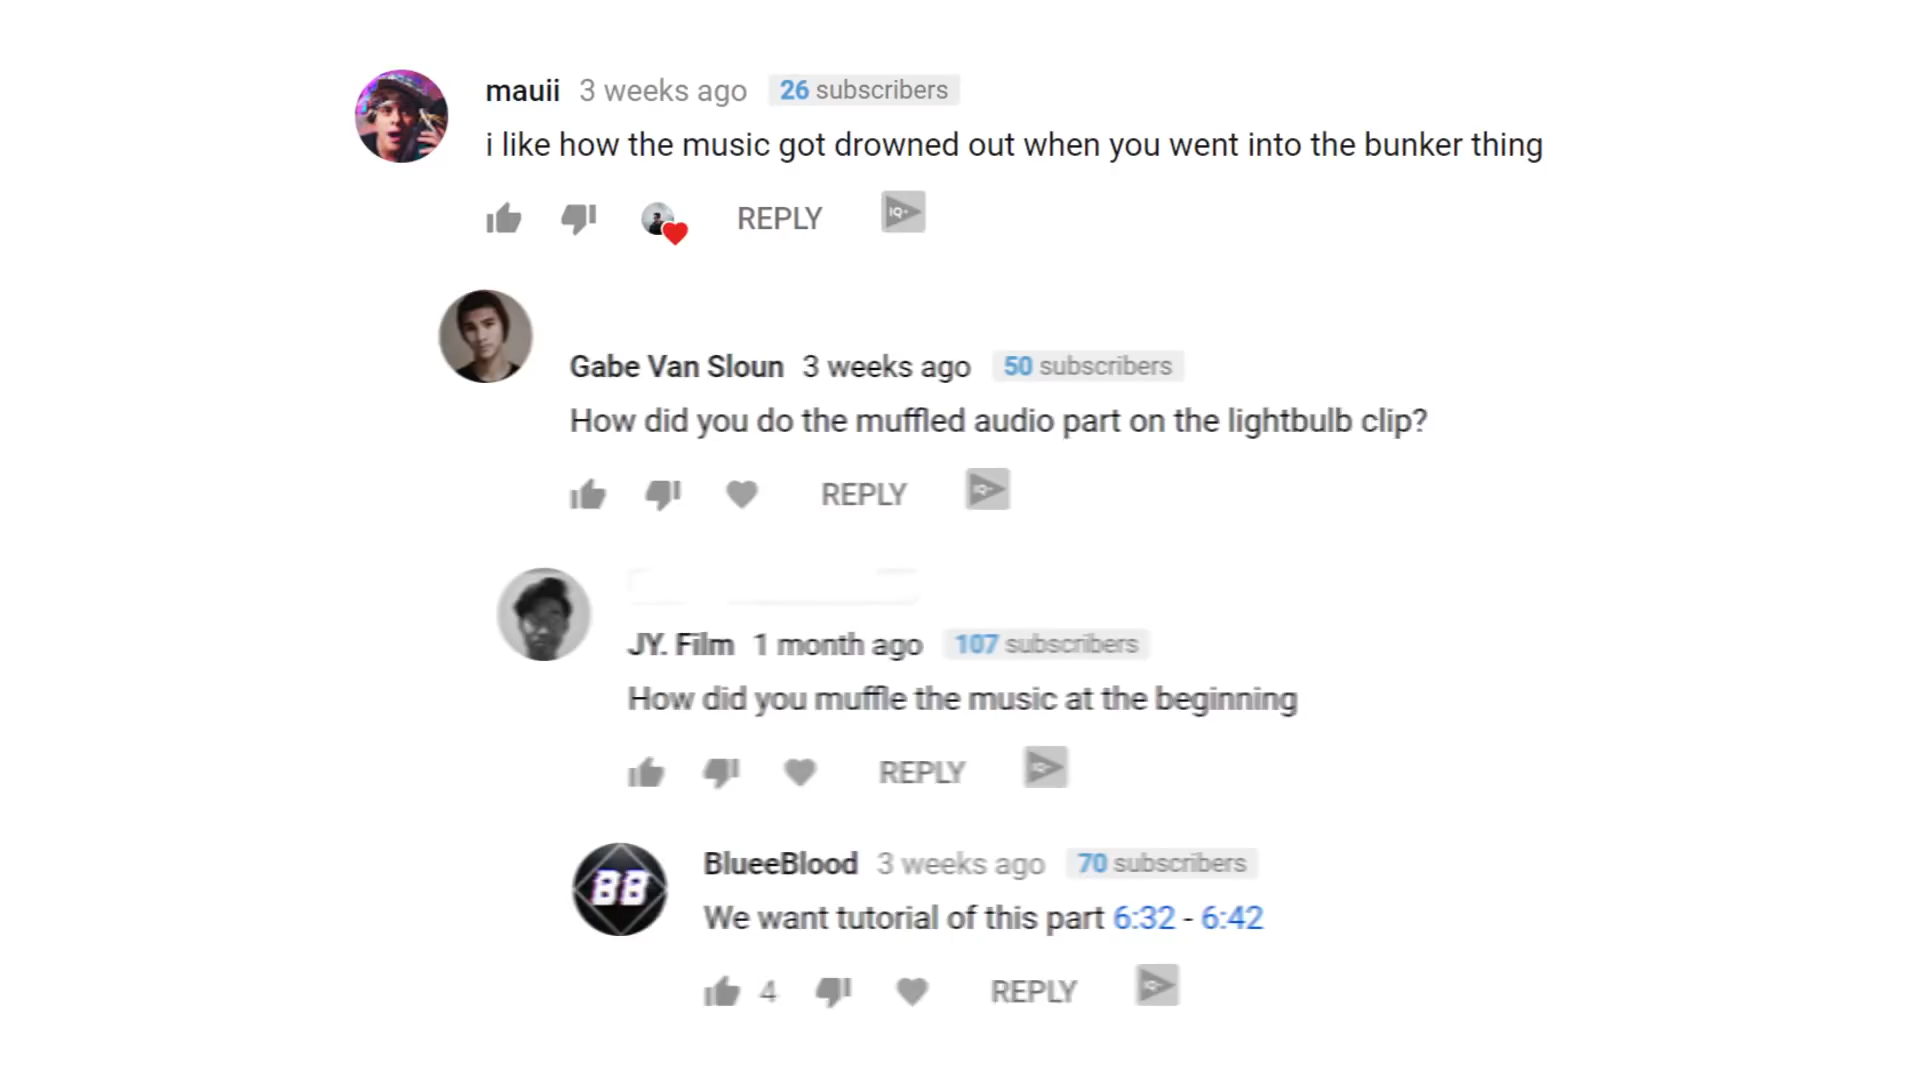 mauii 3 weeks ago 26 subscribers
i like how the music got drowned out when you went into the bunker thing
REPLY IQ+
Gabe Van Sloun 3 weeks ago 50 subscribers
How did you do the muffled audio part on the lightbulb clip?
REPLY IQ+
JY. Film 1 month ago 107 subscribers
How did you muffle the music at the beginning
REPLY IQ+
BlueeBlood 3 weeks ago 70 subscribers
BB
We want tutorial of this part 6:32 - 6:42
4 REPLY IQ+